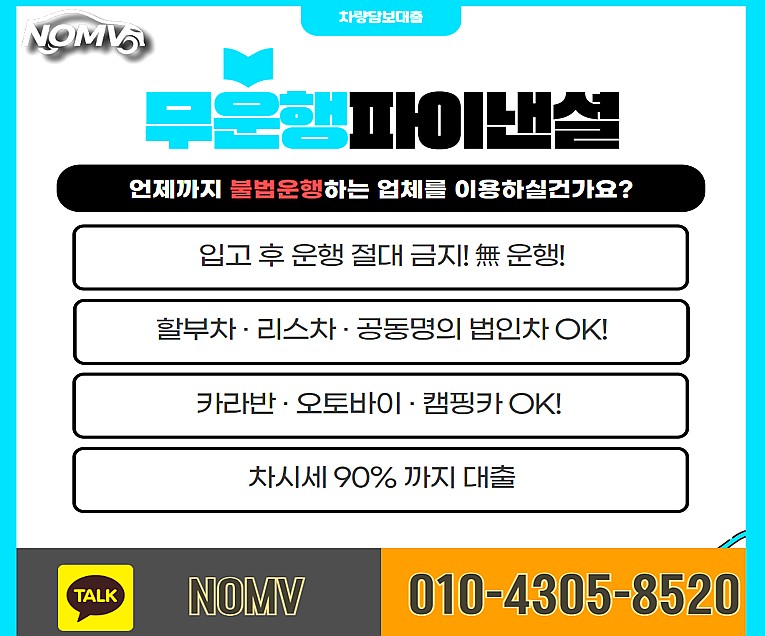 차량담보대출
NOMV
무운행파이낸셜
언제까지 불법운행하는 업체를 이용하실건가요?
입고 후 운행 절대 금지! 無 운행!
할부차 · 리스차 · 공동명의 법인차 OK!
카라반 · 오토바이 · 캠핑카 OK!
차시세 90% 까지 대출
TALK NOMV 010-4305-8520